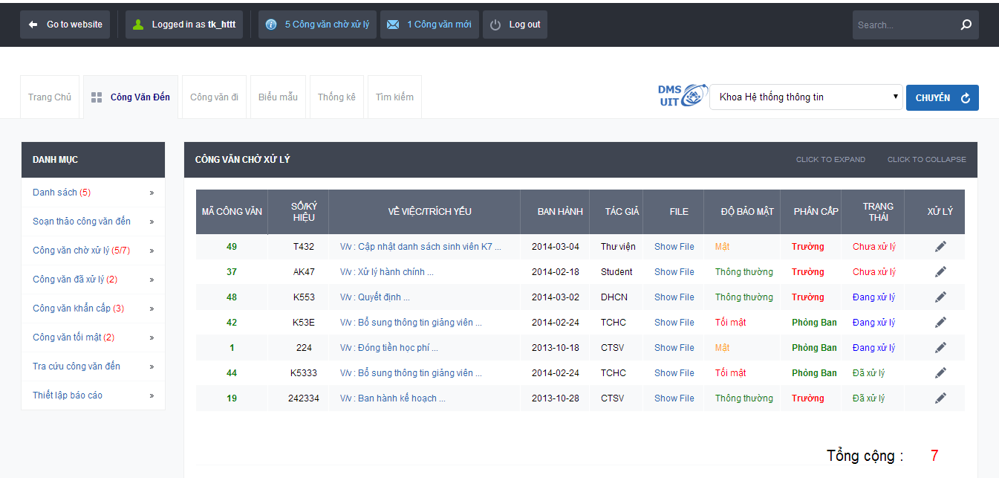 Go to website
Logged in as tk_httt
5 Công văn chờ xử lý
1 Công văn mới
Log out
Search...
Trang Chủ
Công Văn Đến
Công văn đi
Biểu mẫu
Thống kê
Tìm kiếm
DMS
UIT
Khoa Hệ thống thông tin
CHUYỂN
DANH MỤC
Danh sách (5) »
Soạn thảo công văn đến »
Công văn chờ xử lý (5/7) »
Công văn đã xử lý (2) »
Công văn khẩn cấp (3) »
Công văn tối mật (2) »
Tra cứu công văn đến »
Thiết lập báo cáo »
CÔNG VĂN CHỜ XỬ LÝ CLICK TO EXPAND CLICK TO COLLAPSE
MÃ CÔNG VĂN SỐ/KÝ HIỆU VỀ VIỆC/TRÍCH YẾU BAN HÀNH TÁC GIẢ FILE ĐỘ BẢO MẬT PHÂN CẤP TRẠNG THÁI XỬ LÝ
49 T432 V/v : Cập nhật danh sách sinh viên K7 ... 2014-03-04 Thư viện Show File Mật Trường Chưa xử lý
37 AK47 V/v : Xử lý hành chính ... 2014-02-18 Student Show File Thông thường Trường Chưa xử lý
48 K553 V/v : Quyết định ... 2014-03-02 DHCN Show File Thông thường Trường Đang xử lý
42 K53E V/v : Bổ sung thông tin giảng viên ... 2014-02-24 TCHC Show File Tối mật Phòng Ban Đang xử lý
1 224 V/v : Đóng tiền học phí ... 2013-10-18 CTSV Show File Mật Phòng Ban Đang xử lý
44 K5333 V/v : Bổ sung thông tin giảng viên ... 2014-02-24 TCHC Show File Tối mật Phòng Ban Đã xử lý
19 242334 V/v : Ban hành kế hoạch ... 2013-10-28 CTSV Show File Thông thường Trường Đã xử lý
Tổng cộng : 7